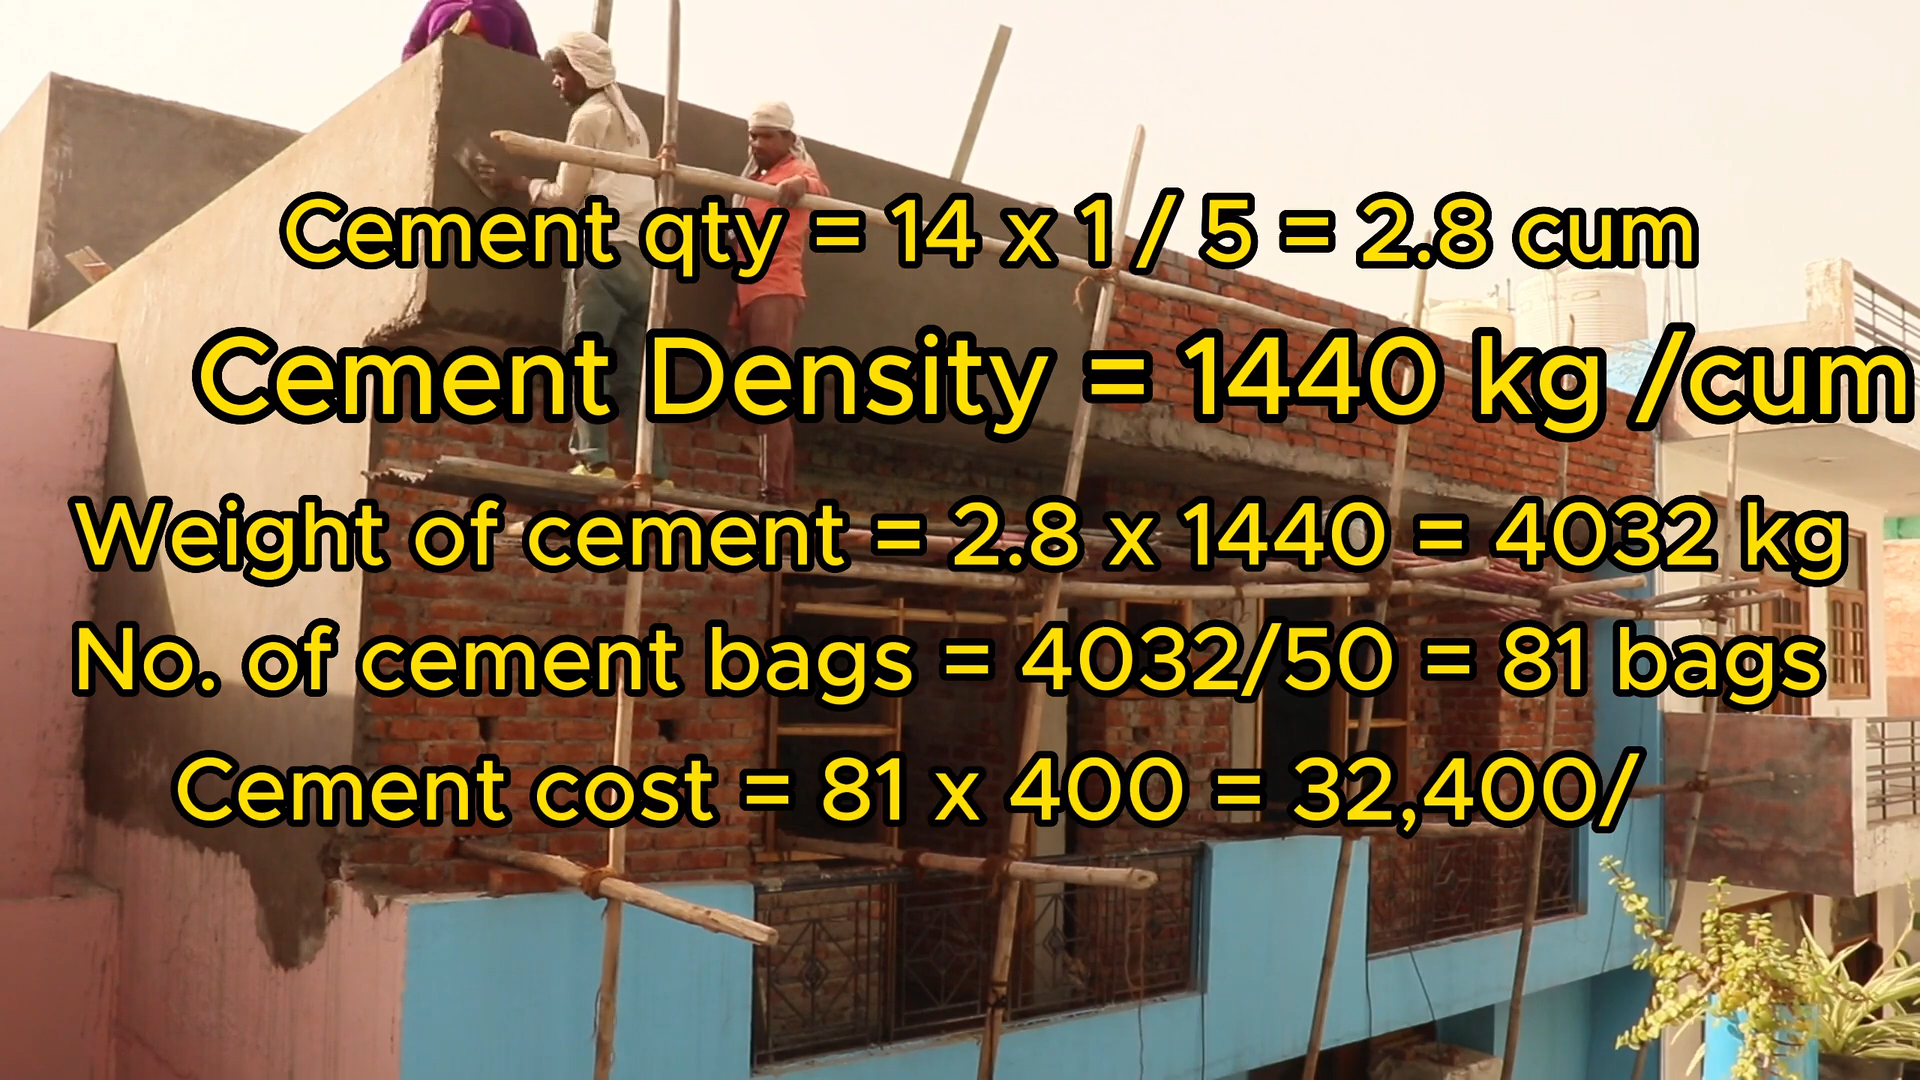 Cement qty = 14 x 1 / 5 = 2.8 cum
Cement Density = 1440 kg /cum
Weight of cement = 2.8 x 1440 = 4032 kg
No. of cement bags = 4032/50 = 81 bags
Cement cost = 81 x 400 = 32,400/